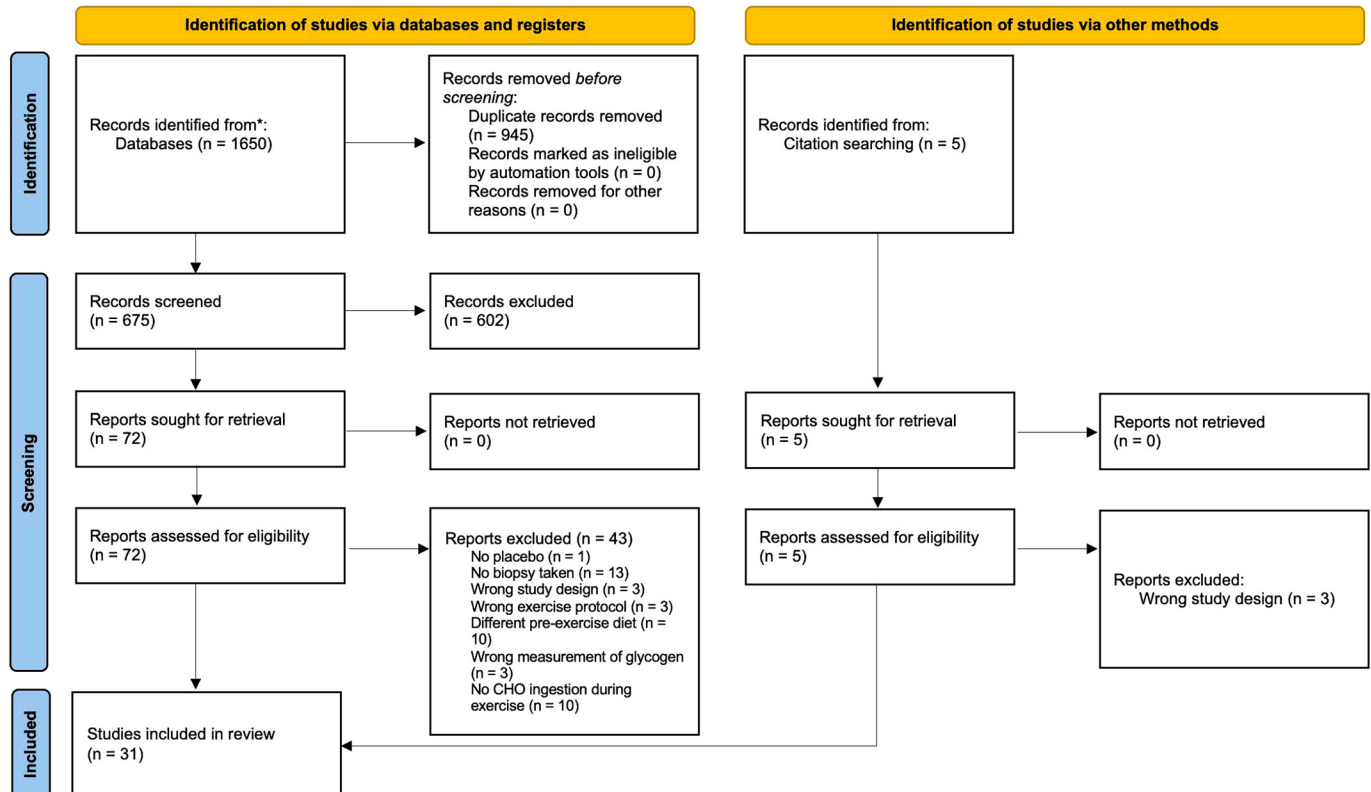 Identification of studies via databases and registers
Identification of studies via other methods
Identification
Records identified from*:
Databases (n = 1650)
Records removed before
screening:
Duplicate records removed
(n = 945)
Records marked as ineligible
by automation tools (n = 0)
Records removed for other
reasons (n = 0)
Records identified from:
Citation searching (n = 5)
Screening
Records screened
(n = 675)
Records excluded
(n = 602)
Reports sought for retrieval
(n = 72)
Reports not retrieved
(n = 0)
Reports sought for retrieval
(n = 5)
Reports not retrieved
(n = 0)
Reports assessed for eligibility
(n = 72)
Reports excluded (n = 43)
No placebo (n = 1)
No biopsy taken (n = 13)
Wrong study design (n = 3)
Wrong exercise protocol (n = 3)
Different pre-exercise diet (n =
10)
Wrong measurement of glycogen
(n = 3)
No CHO ingestion during
exercise (n = 10)
Reports assessed for eligibility
(n = 5)
Reports excluded:
Wrong study design (n = 3)
Included
Studies included in review
(n = 31)